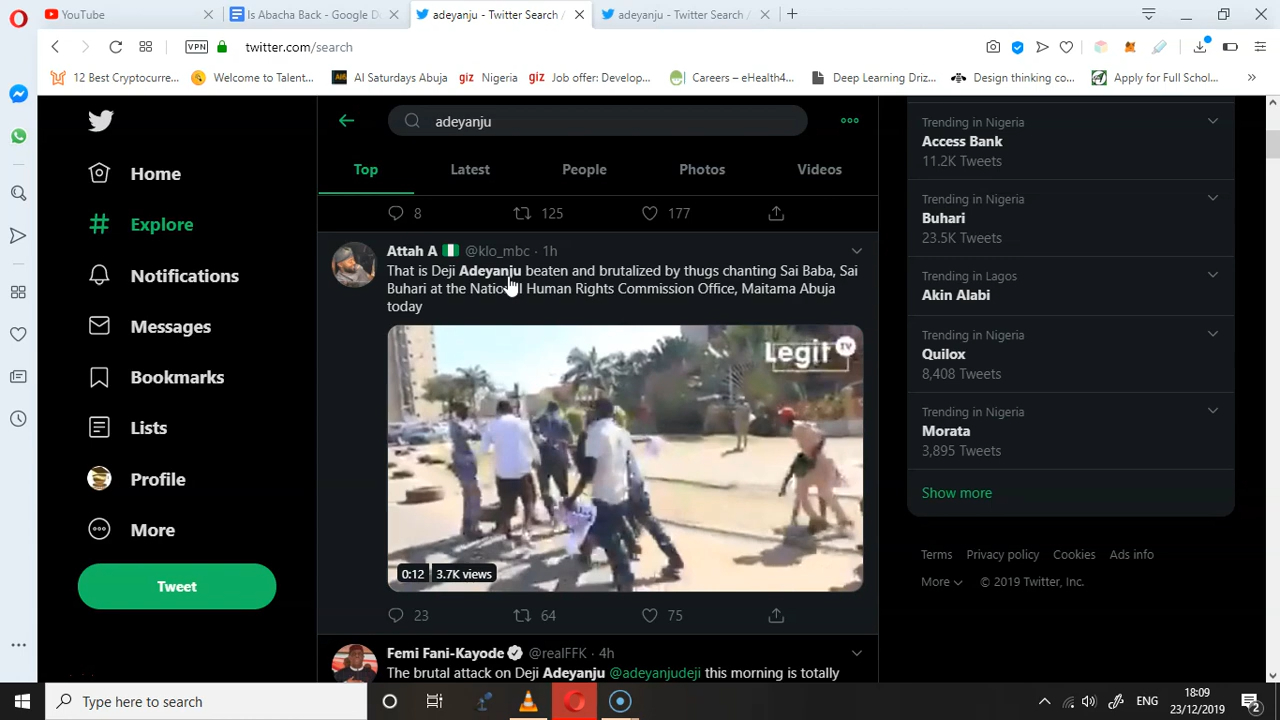 YouTube
Is Abacha Back - Google D
adeyanju - Twitter Search /
adeyanju - Twitter Search /
VPN
twitter.com/search
12 Best Cryptocurre...
Welcome to Talent...
AI Saturdays Abuja
giz Nigeria
giz Job offer: Develop...
Careers – eHealth4...
Deep Learning Driz...
Design thinking co...
Apply for Full Schol...
adeyanju
Home
Explore
Notifications
Messages
Bookmarks
Lists
Profile
More
Tweet
Top
Latest
People
Photos
Videos
8
125
177
Attah A @klo_mbc · 1h
That is Deji Adeyanju beaten and brutalized by thugs chanting Sai Baba, Sai
Buhari at the National Human Rights Commission Office, Maitama Abuja
today
Legit TV
0:12
3.7K views
23
64
75
Femi Fani-Kayode @realFFK · 4h
The brutal attack on Deji Adeyanju @adeyanjudeji this morning is totally
Trending in Nigeria
Access Bank
11.2K Tweets
Trending in Nigeria
Buhari
23.5K Tweets
Trending in Lagos
Akin Alabi
Trending in Nigeria
Quilox
8,408 Tweets
Trending in Nigeria
Morata
3,895 Tweets
Show more
Terms Privacy policy Cookies Ads info
More © 2019 Twitter, Inc.
Type here to search
ENG
18:09
23/12/2019
2